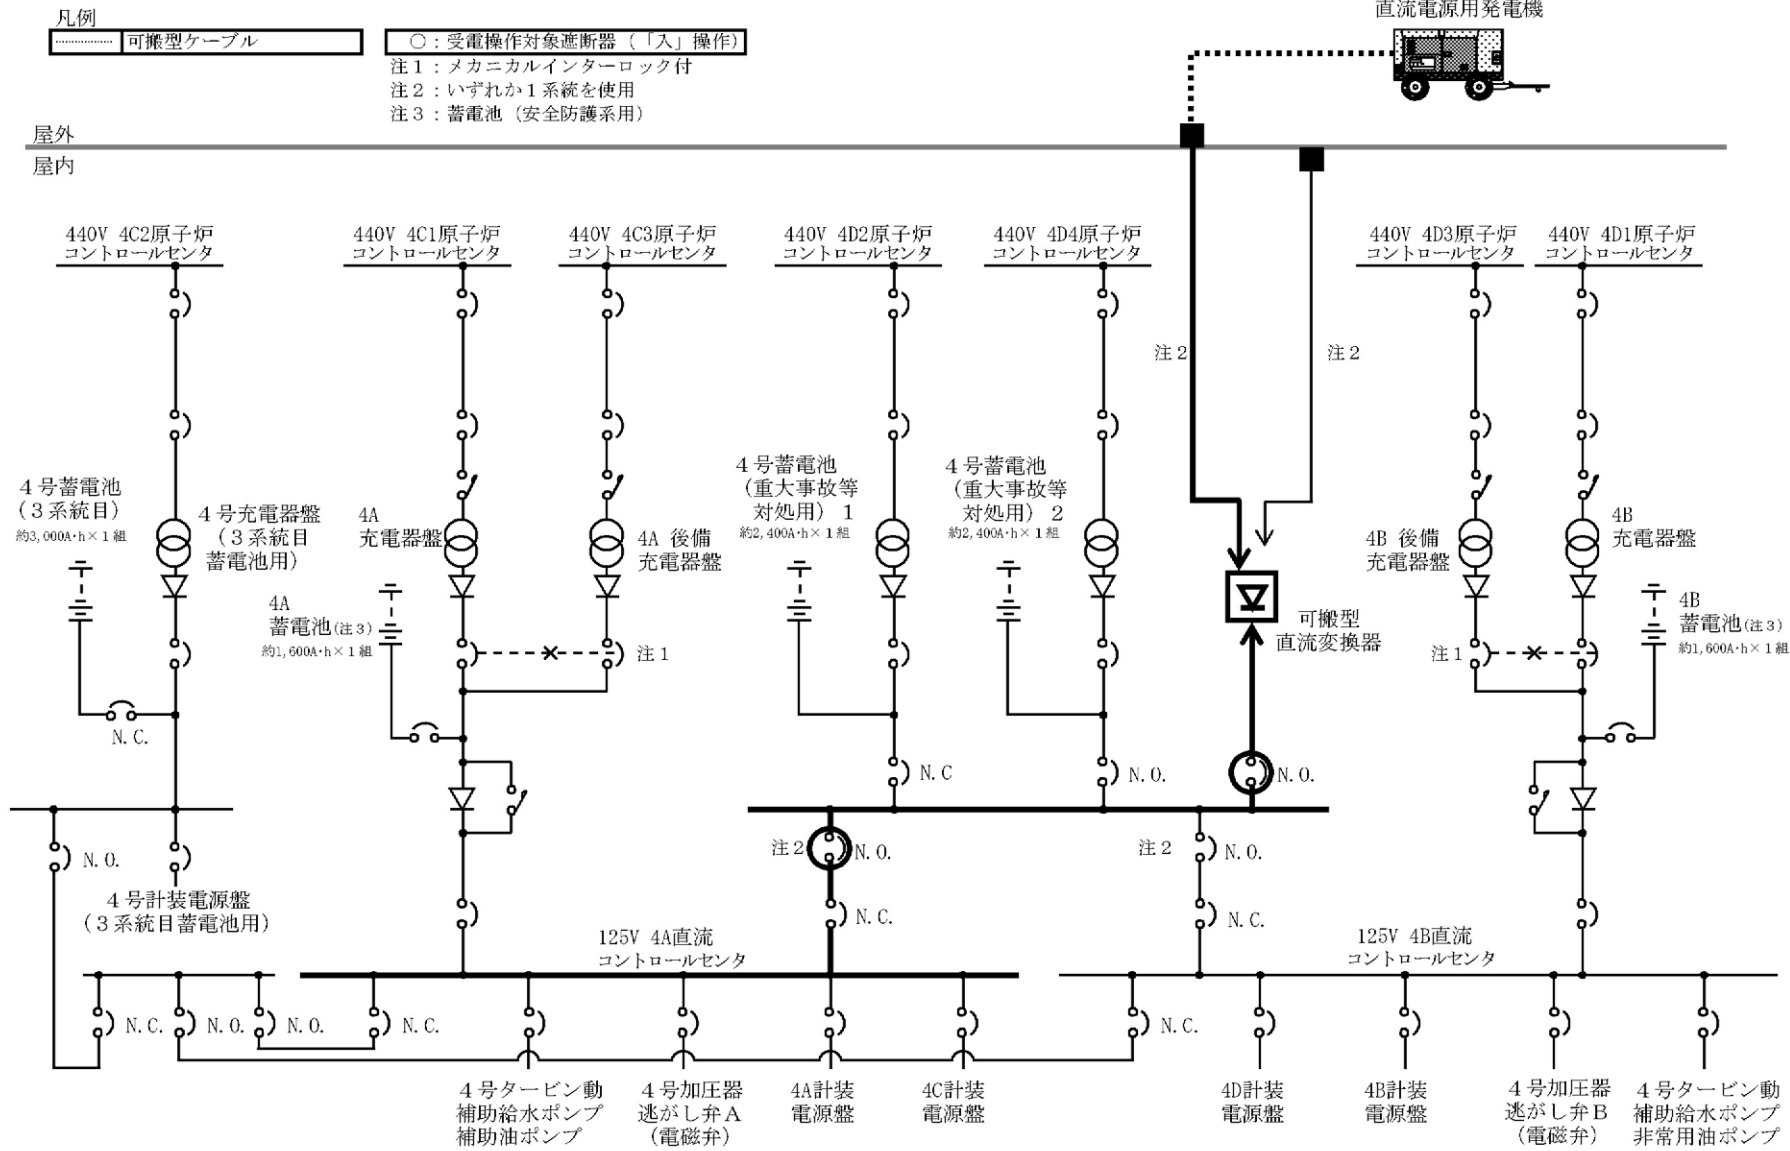 凡例
可搬型ケーブル
○：受電操作対象遮断器（「入」操作）
注１：メカニカルインターロック付
注２：いずれか１系統を使用
注３：蓄電池（安全防護系用）
直流電源用発電機
屋外
屋内
440V 4C2原子炉
コントロールセンタ
440V 4C1原子炉
コントロールセンタ
440V 4C3原子炉
コントロールセンタ
440V 4D2原子炉
コントロールセンタ
440V 4D4原子炉
コントロールセンタ
440V 4D3原子炉
コントロールセンタ
440V 4D1原子炉
コントロールセンタ
注２
注２
４号蓄電池
（３系統目）
約3,000A・h×１組
４号充電器盤
（３系統目
蓄電池用）
4A
充電器盤
4A 後備
充電器盤
４号蓄電池
（重大事故等
対処用）１
約2,400A・h×１組
４号蓄電池
（重大事故等
対処用）２
約2,400A・h×１組
4B 後備
充電器盤
4B
充電器盤
4A
蓄電池(注３)
約1,600A・h×１組
注１
可搬型
直流変換器
注１
4B
蓄電池(注３)
約1,600A・h×１組
N.C.
N.C
N.O.
N.O.
N.O.
注２
N.O.
注２
N.O.
４号計装電源盤
（３系統目蓄電池用）
N.C.
N.C.
125V 4A直流
コントロールセンタ
125V 4B直流
コントロールセンタ
N.C.
N.O.
N.O.
N.C.
N.C.
４号タービン動
補助給水ポンプ
補助油ポンプ
４号加圧器
逃がし弁Ａ
（電磁弁）
4A計装
電源盤
4C計装
電源盤
4D計装
電源盤
4B計装
電源盤
４号加圧器
逃がし弁Ｂ
（電磁弁）
４号タービン動
補助給水ポンプ
非常用油ポンプ